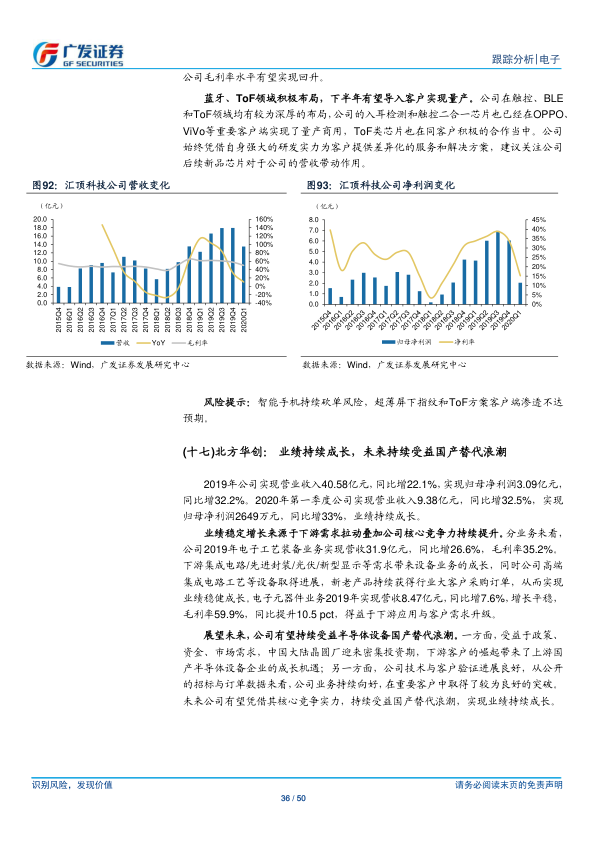 广发证券
GF SECURITIES
跟踪分析|电子
公司毛利率水平有望实现回升。
蓝牙、ToF领域积极布局，下半年有望导入客户实现量产。公司在触控、BLE
和ToF领域均有较为深厚的布局，公司的入耳检测和触控二合一芯片也已经在OPPO、
ViVo等重要客户端实现了量产商用，ToF类芯片也在同客户积极的合作当中。公司
始终凭借自身强大的研发实力为客户提供差异化的服务和解决方案，建议关注公司
后续新品芯片对于公司的营收带动作用。
图92：汇顶科技公司营收变化
图93：汇顶科技公司净利润变化
（亿元）
20.0
18.0
16.0
14.0
12.0
10.0
8.0
6.0
4.0
2.0
0.0
160%
140%
120%
100%
80%
60%
40%
20%
0%
-20%
-40%
2015Q4
2016Q1
2016Q2
2016Q3
2016Q4
2017Q1
2017Q2
2017Q3
2017Q4
2018Q1
2018Q2
2018Q3
2018Q4
2019Q1
2019Q2
2019Q3
2019Q4
2020Q1
营收 YoY 毛利率
（亿元）
8.0
7.0
6.0
5.0
4.0
3.0
2.0
1.0
0.0
45%
40%
35%
30%
25%
20%
15%
10%
5%
0%
2015Q4
2016Q1
2016Q2
2016Q3
2016Q4
2017Q1
2017Q2
2017Q3
2017Q4
2018Q1
2018Q2
2018Q3
2018Q4
2019Q1
2019Q2
2019Q3
2019Q4
2020Q1
归母净利润 净利率
数据来源：Wind，广发证券发展研究中心
数据来源：Wind，广发证券发展研究中心
风险提示：智能手机持续砍单风险，超薄屏下指纹和ToF方案客户端渗透不达
预期。
(十七)北方华创： 业绩持续成长，未来持续受益国产替代浪潮
2019年公司实现营业收入40.58亿元，同比增22.1%，实现归母净利润3.09亿元，
同比增32.2%。2020年第一季度公司实现营业收入9.38亿元，同比增32.5%，实现
归母净利润2649万元，同比增33%，业绩持续成长。
业绩稳定增长来源于下游需求拉动叠加公司核心竞争力持续提升。分业务来看，
公司2019年电子工艺装备业务实现营收31.9亿元，同比增26.6%，毛利率35.2%。
下游集成电路/先进封装/光伏/新型显示等需求带来设备业务的成长，同时公司高端
集成电路工艺等设备取得进展，新老产品持续获得行业大客户采购订单，从而实现
业绩稳健成长。电子元器件业务2019年实现营收8.47亿元，同比增7.6%，增长平稳，
毛利率59.9%，同比提升10.5 pct，得益于下游应用与客户需求升级。
展望未来，公司有望持续受益半导体设备国产替代浪潮。一方面，受益于政策、
资金、市场需求，中国大陆晶圆厂迎来密集投资期，下游客户的崛起带来了上游国
产半导体设备企业的成长机遇；另一方面，公司技术与客户验证进展良好，从公开
的招标与订单数据来看，公司业务持续向好，在重要客户中取得了较为良好的突破。
未来公司有望凭借其核心竞争实力，持续受益国产替代浪潮，实现业绩持续成长。
识别风险，发现价值
请务必阅读末页的免责声明
36 / 50